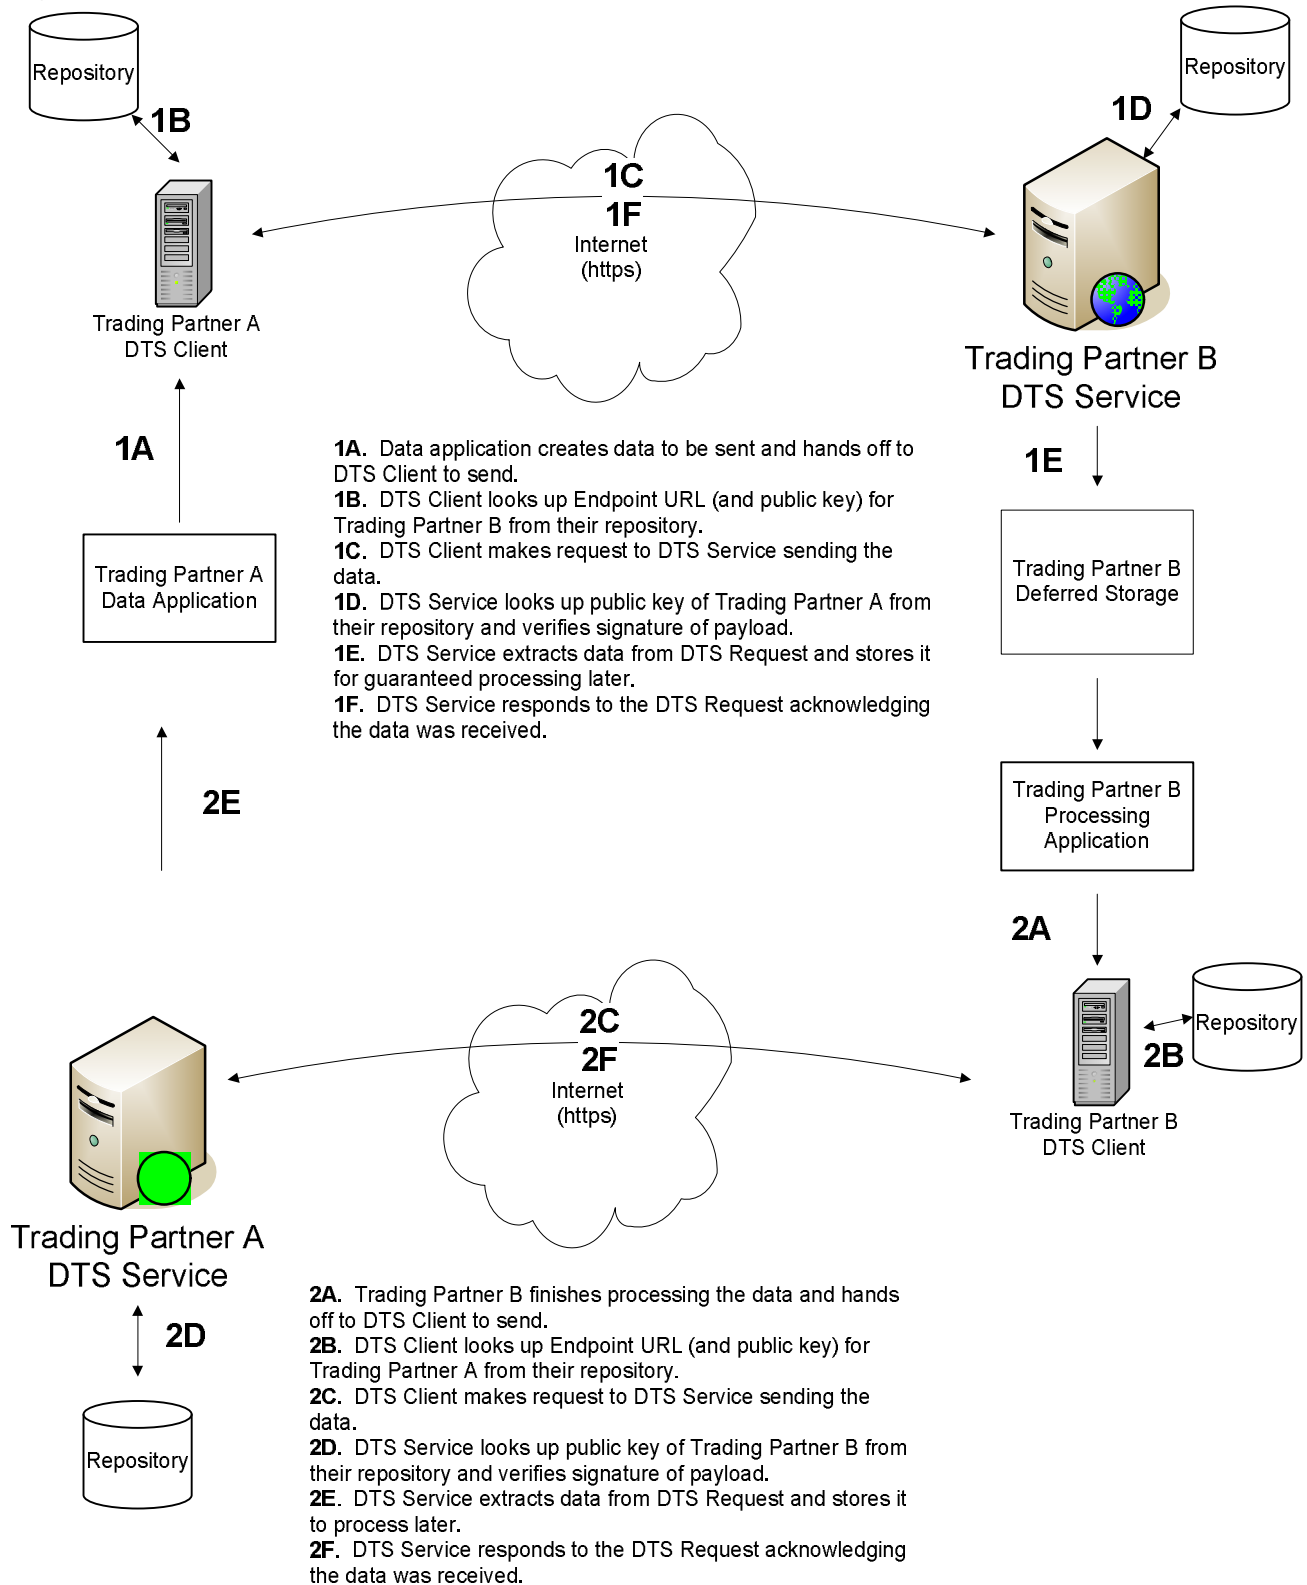 Repository
1B
Repository
1D
1C
1F
Internet
(https)
Trading Partner A
DTS Client
Trading Partner B
DTS Service
1A
1E
1A.  Data application creates data to be sent and hands off to
DTS Client to send.
1B.  DTS Client looks up Endpoint URL (and public key) for
Trading Partner B from their repository.
1C.  DTS Client makes request to DTS Service sending the
data.
1D.  DTS Service looks up public key of Trading Partner A from
their repository and verifies signature of payload.
1E.  DTS Service extracts data from DTS Request and stores it
for guaranteed processing later.
1F.  DTS Service responds to the DTS Request acknowledging
the data was received.
Trading Partner A
Data Application
Trading Partner B
Deferred Storage
2E
Trading Partner B
Processing
Application
2A
2C
2F
Internet
(https)
Repository
2B
Trading Partner B
DTS Client
Trading Partner A
DTS Service
2D
Repository
2A.  Trading Partner B finishes processing the data and hands
off to DTS Client to send.
2B.  DTS Client looks up Endpoint URL (and public key) for
Trading Partner A from their repository.
2C.  DTS Client makes request to DTS Service sending the
data.
2D.  DTS Service looks up public key of Trading Partner B from
their repository and verifies signature of payload.
2E.  DTS Service extracts data from DTS Request and stores it
to process later.
2F.  DTS Service responds to the DTS Request acknowledging
the data was received.